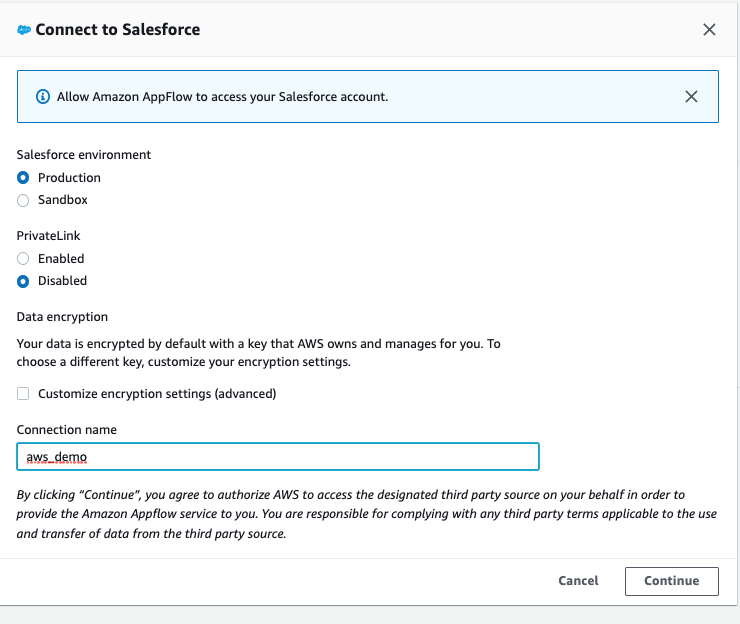 Connect to Salesforce
Allow Amazon AppFlow to access your Salesforce account.
Salesforce environment
Production
Sandbox
PrivateLink
Enabled
Disabled
Data encryption
Your data is encrypted by default with a key that AWS owns and manages for you. To
choose a different key, customize your encryption settings.
Customize encryption settings (advanced)
Connection name
aws_demo
By clicking “Continue”, you agree to authorize AWS to access the designated third party source on your behalf in order to
provide the Amazon Appflow service to you. You are responsible for complying with any third party terms applicable to the use
and transfer of data from the third party source.
Cancel
Continue